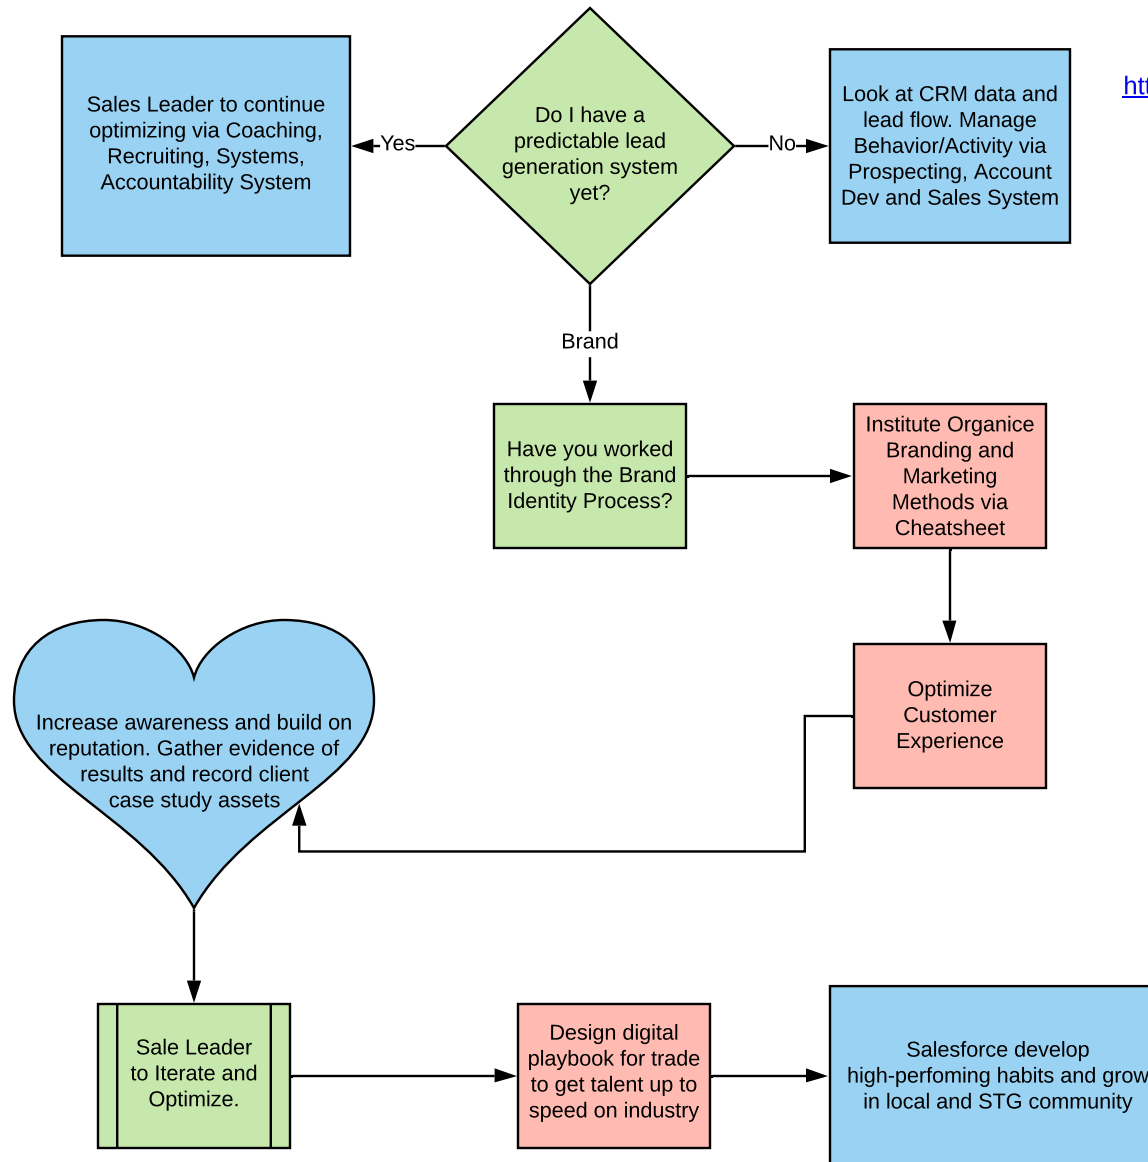 Sales Leader to continue
optimizing via Coaching,
Recruiting, Systems,
Accountability System
Yes
Do I have a
predictable lead
generation system
yet?
No
Look at CRM data and
lead flow. Manage
Behavior/Activity via
Prospecting, Account
Dev and Sales System
htt
Brand
Have you worked
through the Brand
Identity Process?
Institute Organice
Branding and
Marketing
Methods via
Cheatsheet
Optimize
Customer
Experience
Increase awareness and build on
reputation. Gather evidence of
results and record client
case study assets
Sale Leader
to Iterate and
Optimize.
Design digital
playbook for trade
to get talent up to
speed on industry
Salesforce develop
high-perfoming habits and grow
in local and STG community